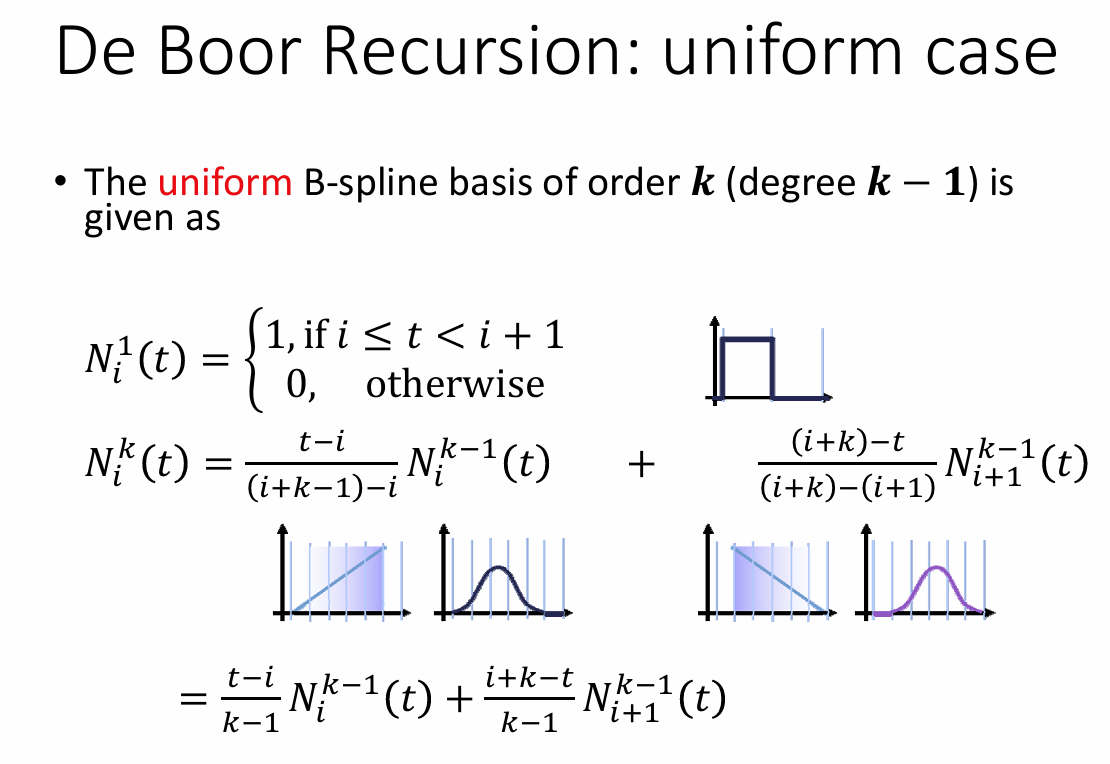 De Boor Recursion: uniform case
• The uniform B-spline basis of order 𝒌 (degree 𝒌 − 𝟏) is
given as
$N_i^1(t) = \begin{cases} 1, \text{if } i \leq t < i + 1 \\ 0, \quad \text{otherwise} \end{cases}$
$N_i^k(t) = \frac{t-i}{(i+k-1)-i} N_i^{k-1}(t) \quad + \quad \frac{(i+k)-t}{(i+k)-(i+1)} N_{i+1}^{k-1}(t)$
$= \frac{t-i}{k-1} N_i^{k-1}(t) + \frac{i+k-t}{k-1} N_{i+1}^{k-1}(t)$